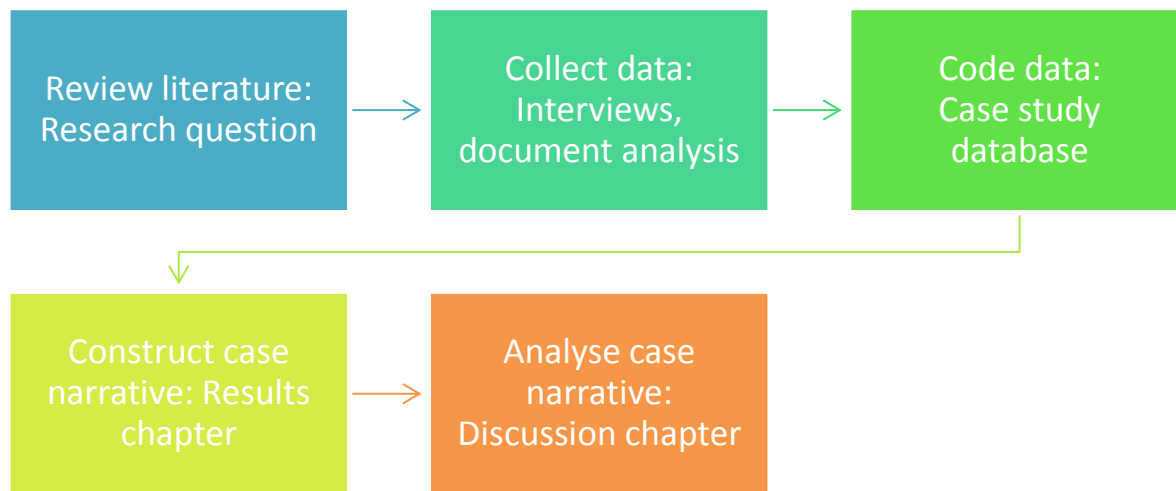 Review literature:
Research question
Collect data:
Interviews,
document analysis
Code data:
Case study
database
Construct case
narrative: Results
chapter
Analyse case
narrative:
Discussion chapter